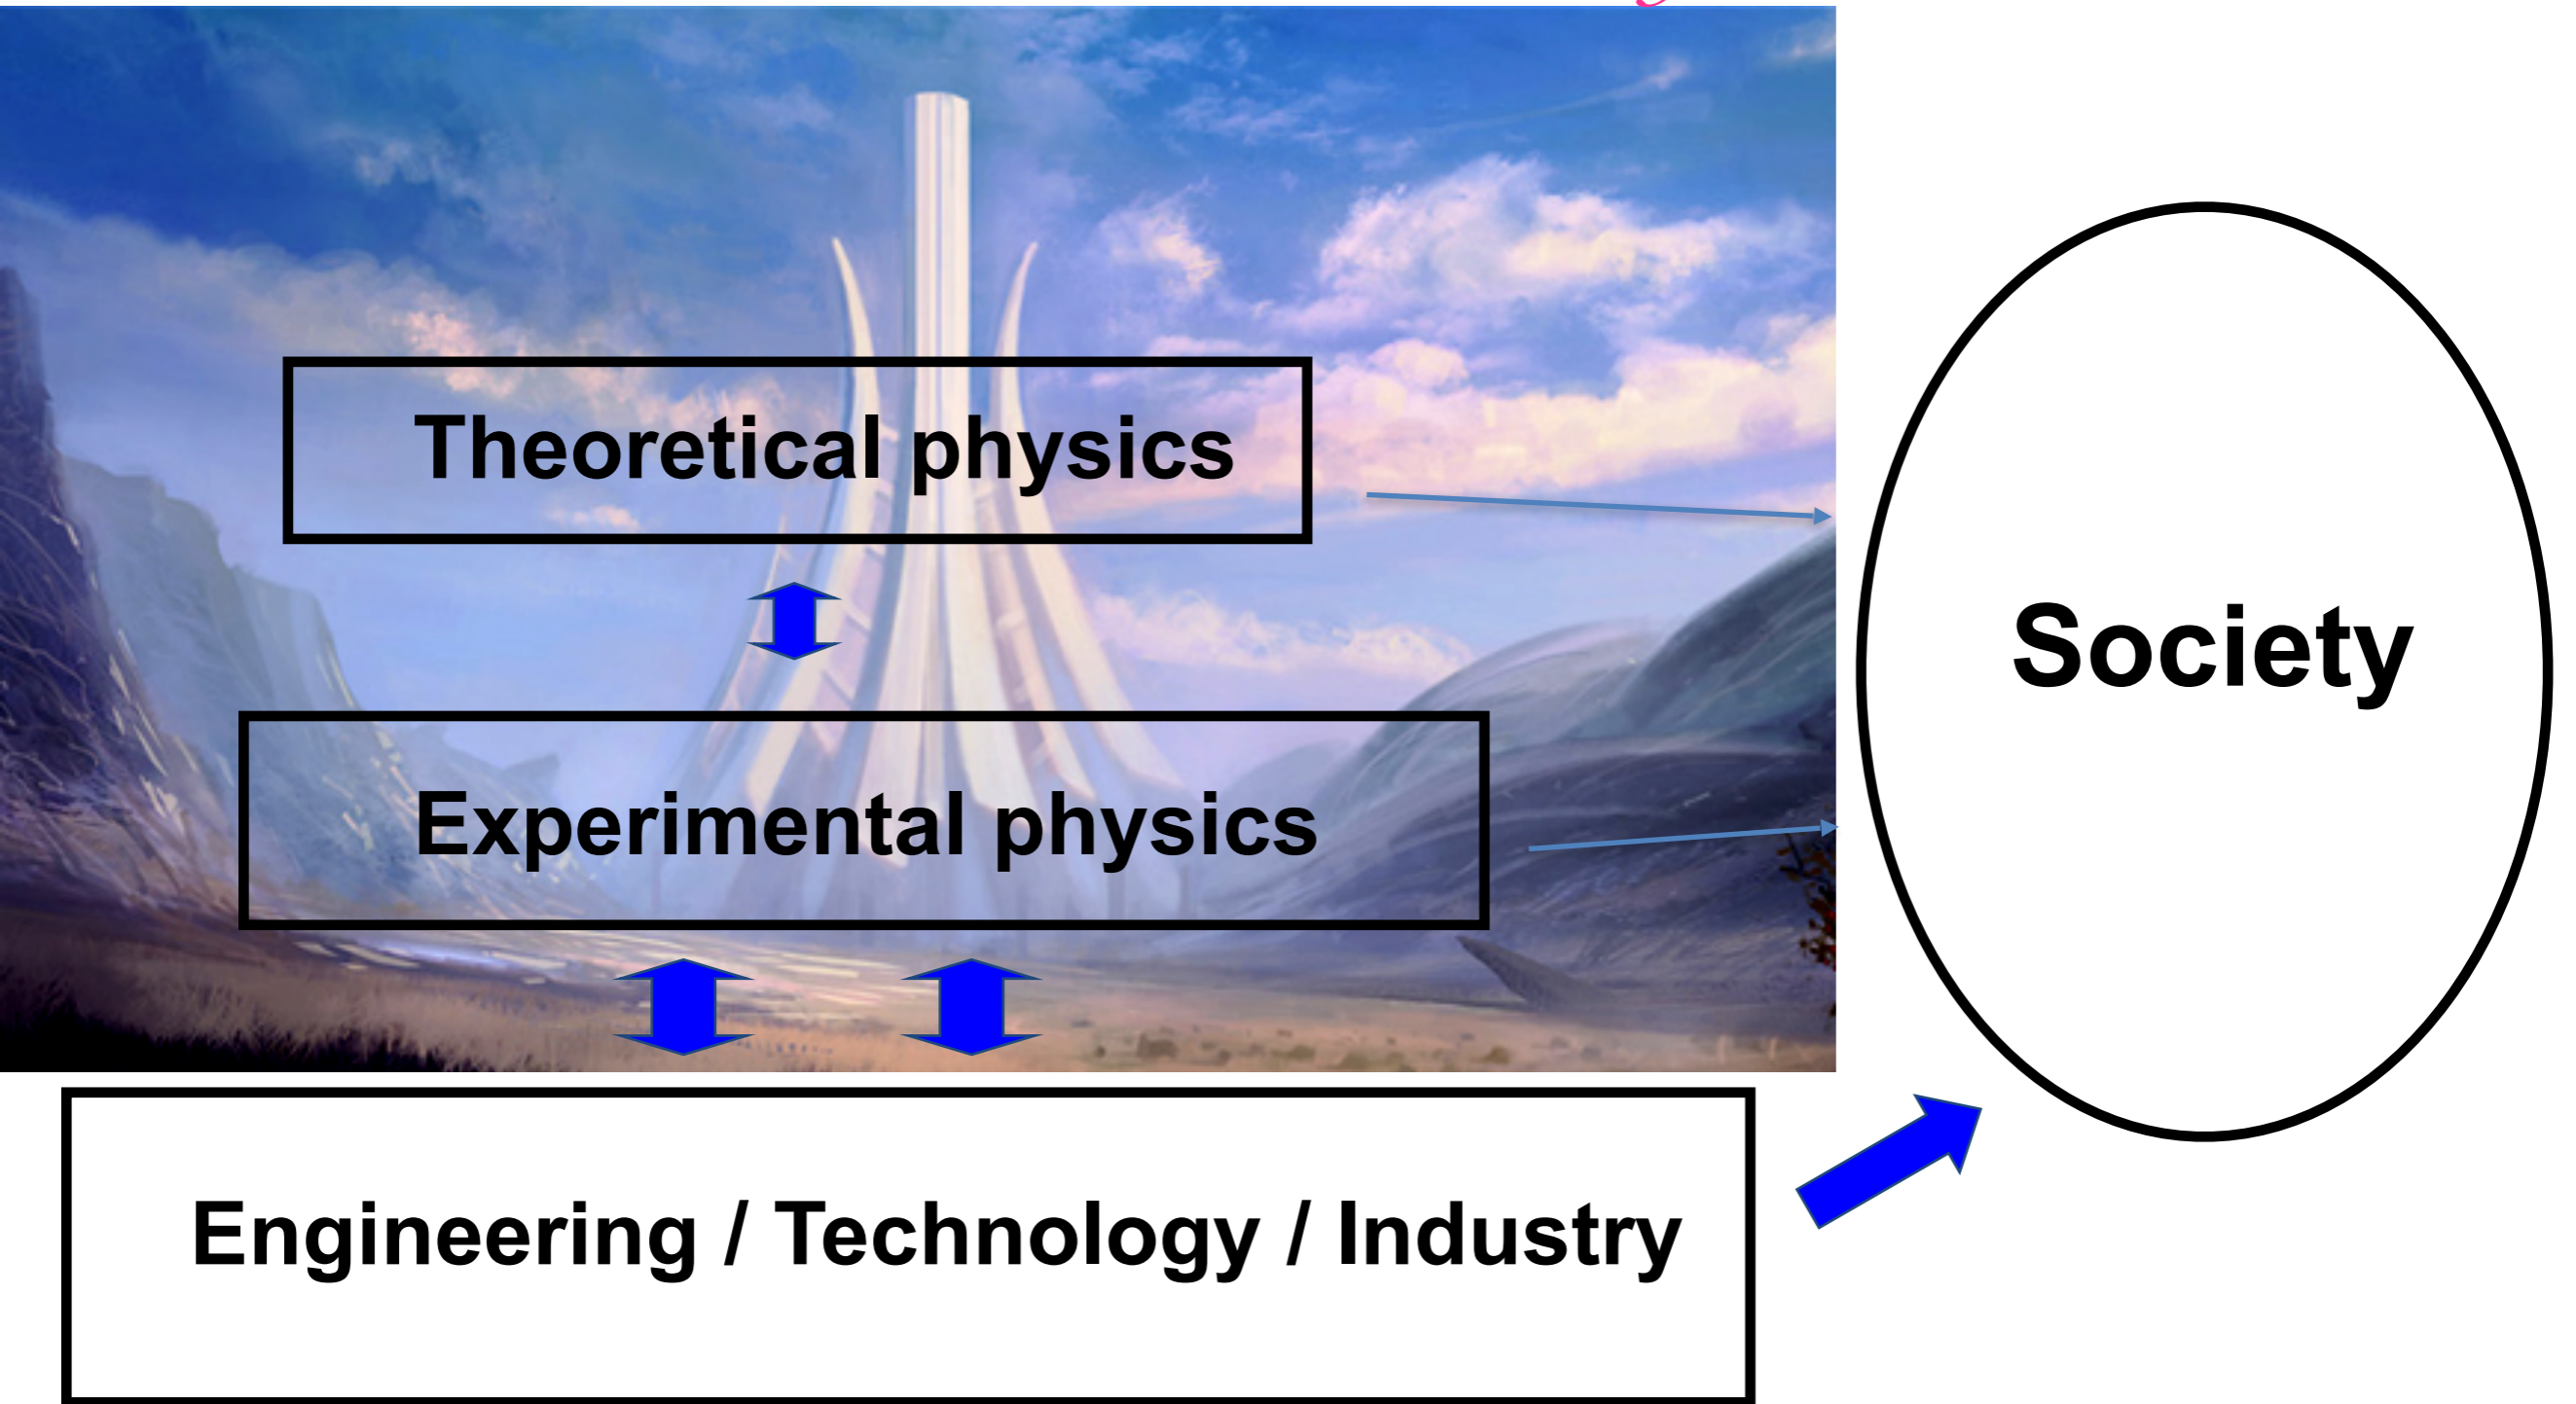 Theoretical physics
Society
Experimental physics
Engineering / Technology / Industry